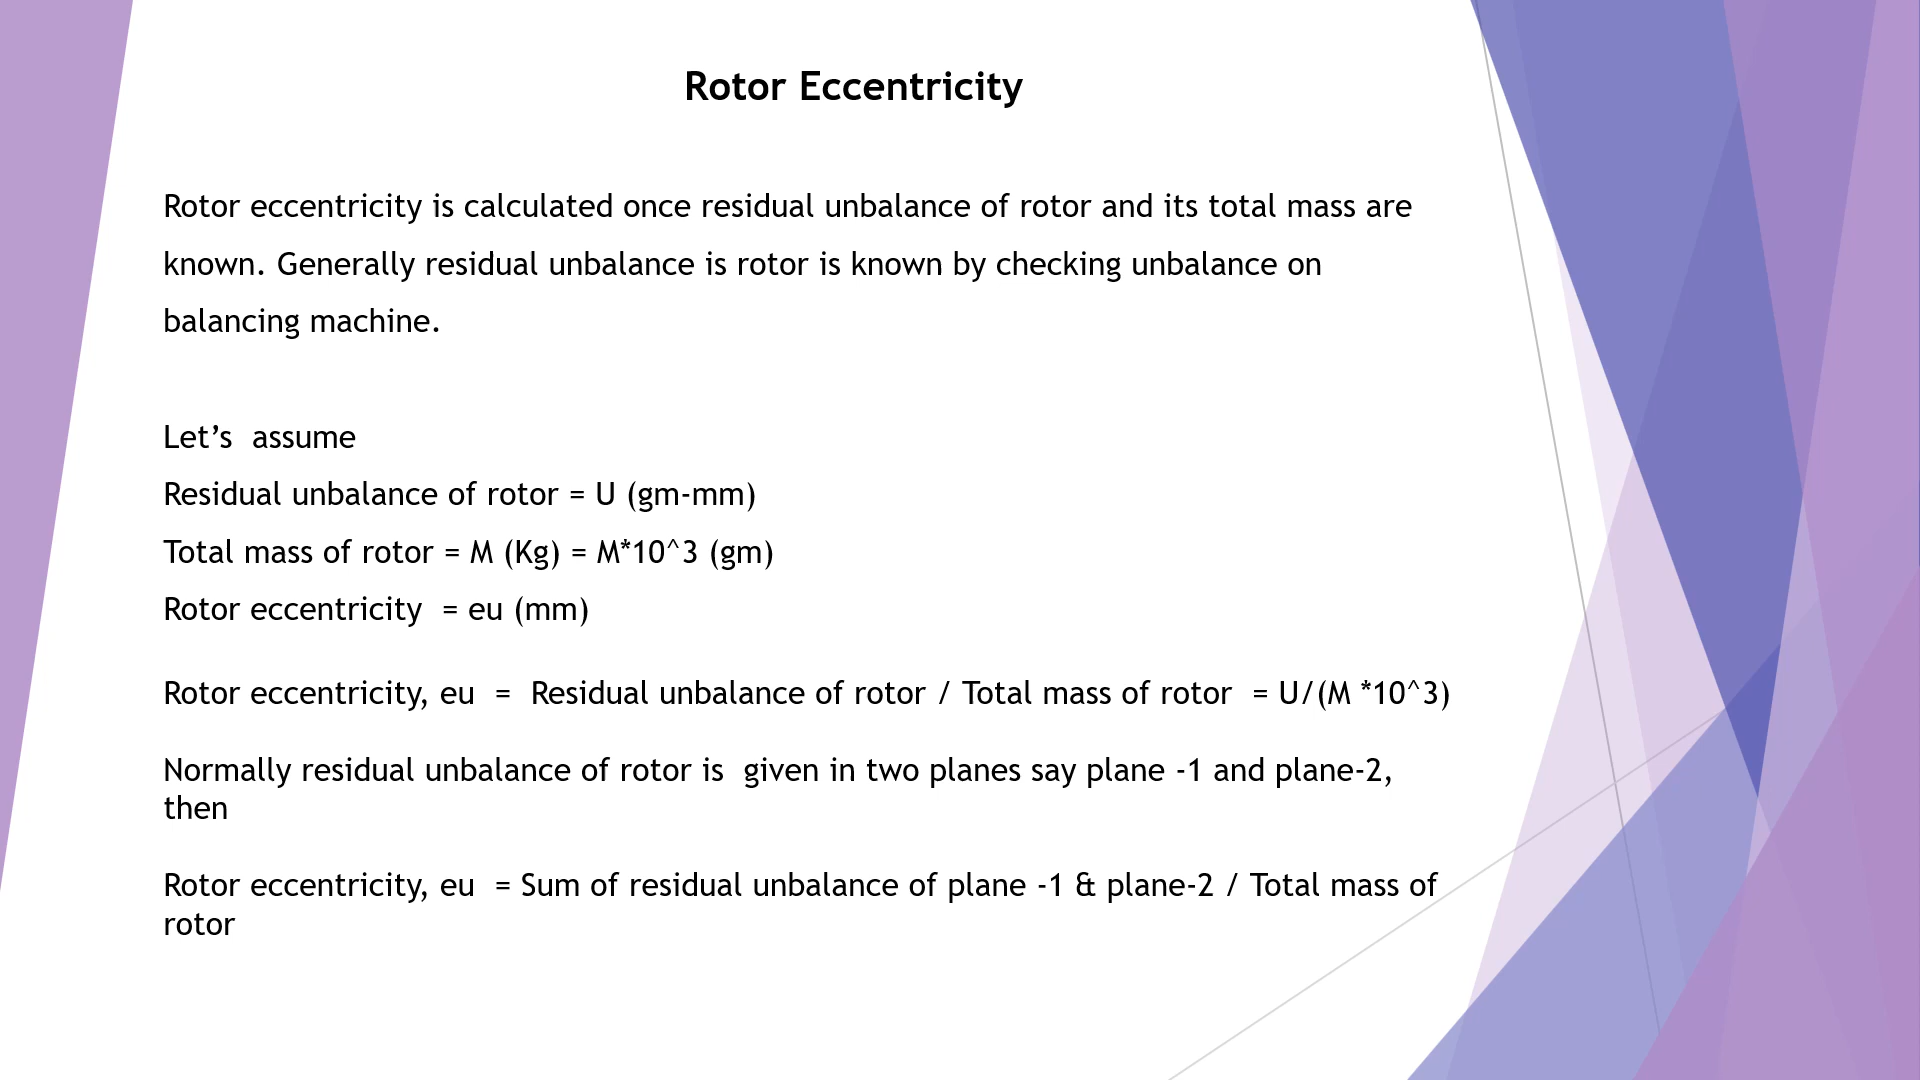 Rotor Eccentricity
Rotor eccentricity is calculated once residual unbalance of rotor and its total mass are
known. Generally residual unbalance is rotor is known by checking unbalance on
balancing machine.
Let’s  assume
Residual unbalance of rotor = U (gm-mm)
Total mass of rotor = M (Kg) = M*10^3 (gm)
Rotor eccentricity  = eu (mm)
Rotor eccentricity, eu  =  Residual unbalance of rotor / Total mass of rotor  = U/(M *10^3)
Normally residual unbalance of rotor is  given in two planes say plane -1 and plane-2,
then
Rotor eccentricity, eu  = Sum of residual unbalance of plane -1 & plane-2 / Total mass of
rotor